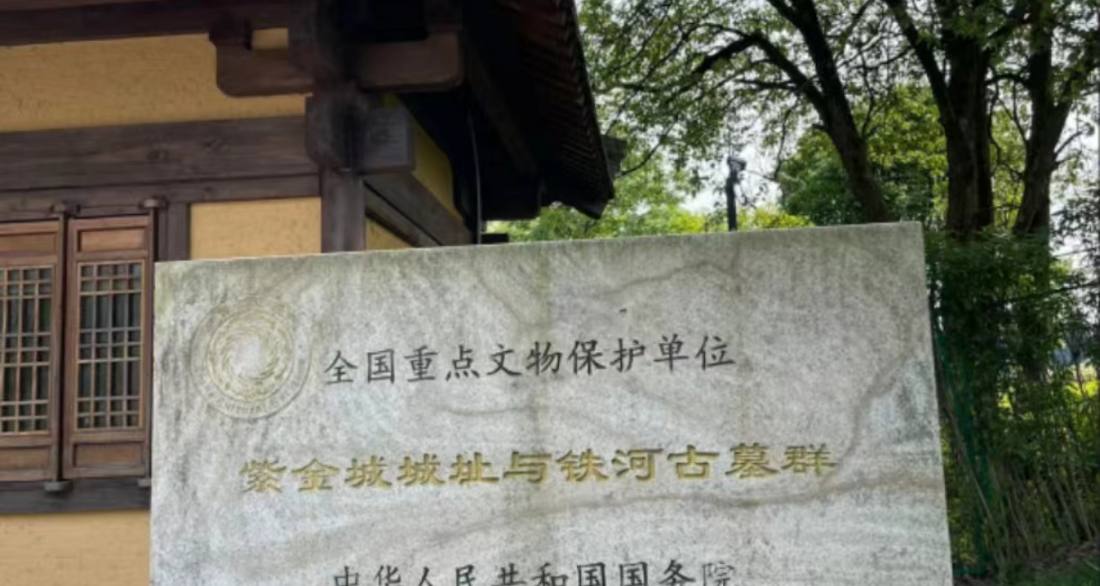 全国重点文物保护单位
紫金城城址与铁河古墓群
中华人民共和国国务院